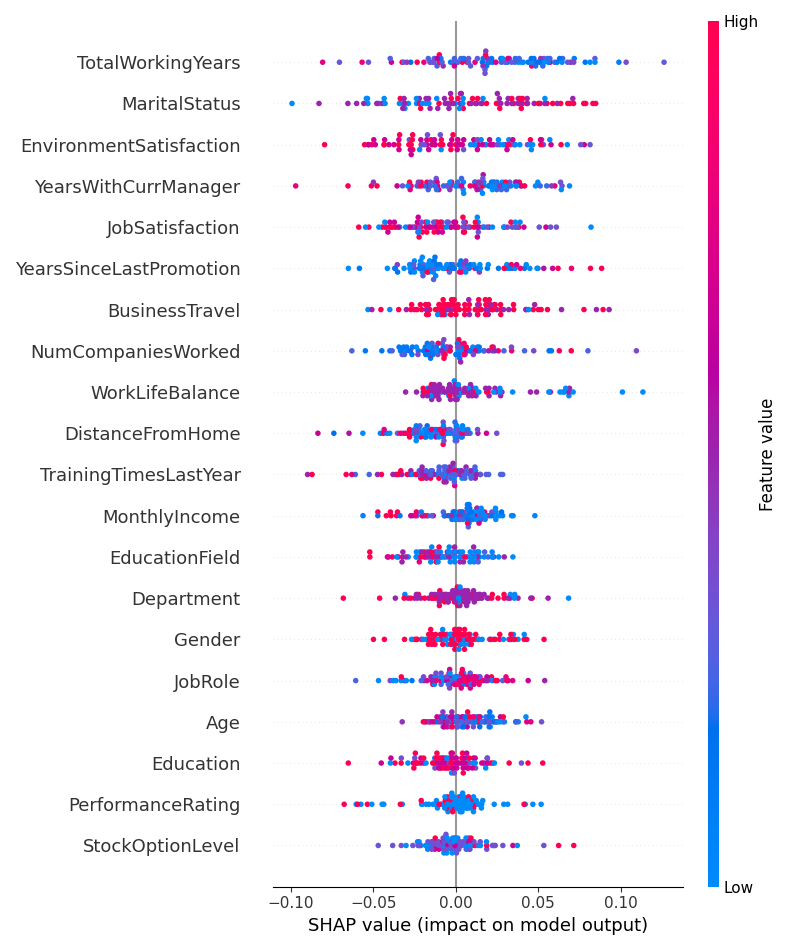 High
TotalWorkingYears
MaritalStatus
EnvironmentSatisfaction
YearsWithCurrManager
JobSatisfaction
YearsSinceLastPromotion
BusinessTravel
NumCompaniesWorked
WorkLifeBalance
DistanceFromHome
TrainingTimesLastYear
MonthlyIncome
EducationField
Department
Gender
JobRole
Age
Education
PerformanceRating
StockOptionLevel
Feature value
Low
−0.10 −0.05 0.00 0.05 0.10
SHAP value (impact on model output)